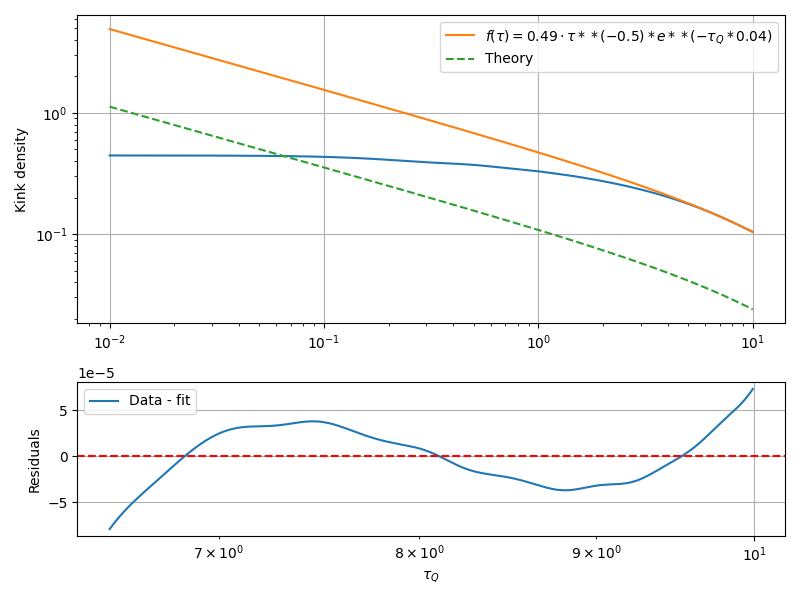 f(τ) = 0.49 · τ * *(−0.5) * e * *(−τ_Q * 0.04)
Theory
Kink density
10^0
10^−1
10^−2 10^−1 10^0 10^1
1e−5
Data - fit
Residuals
5
0
−5
7 × 10^0 8 × 10^0 9 × 10^0 10^1
τ_Q